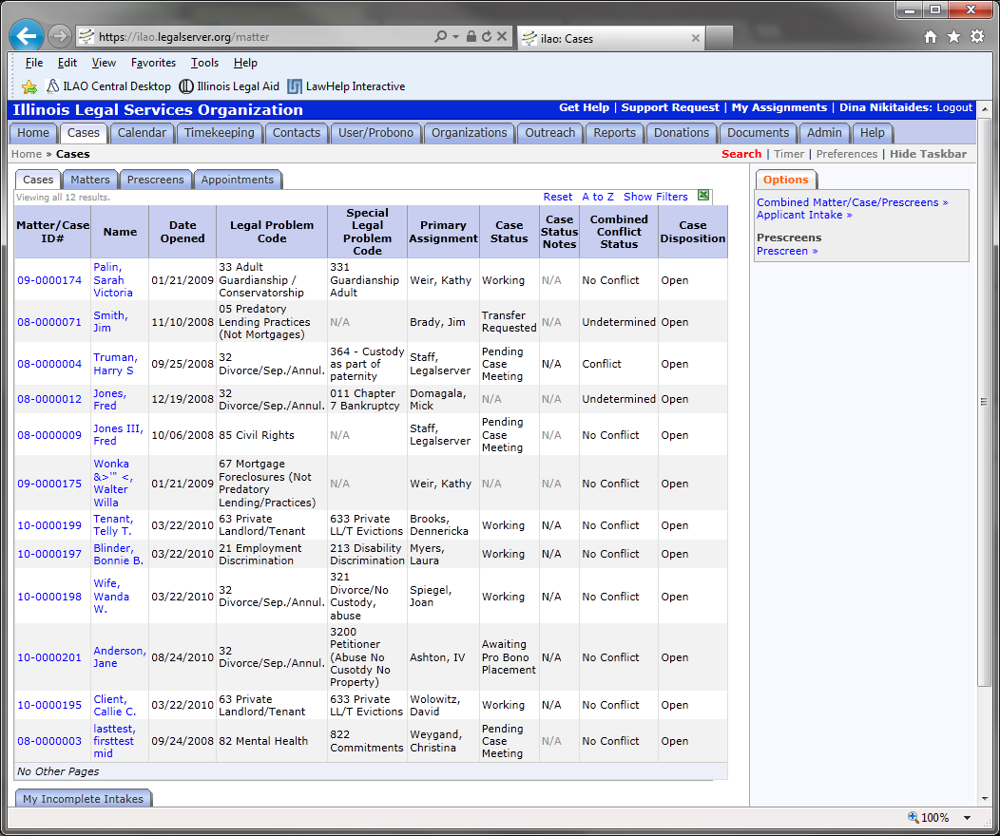 https://ilao.legalserver.org/matter
ilao: Cases
File Edit View Favorites Tools Help
ILAO Central Desktop Illinois Legal Aid LawHelp Interactive
Illinois Legal Services Organization
Get Help | Support Request | My Assignments | Dina Nikitaides: Logout
Home Cases Calendar Timekeeping Contacts User/Probono Organizations Outreach Reports Donations Documents Admin Help
Home » Cases
Search | Timer | Preferences | Hide Taskbar
Cases Matters Prescreens Appointments
Viewing all 12 results.
Reset A to Z Show Filters
Matter/Case ID# Name Date Opened Legal Problem Code Special Legal Problem Code Primary Assignment Case Status Case Status Notes Combined Conflict Status Case Disposition
09-0000174 Palin, Sarah Victoria 01/21/2009 33 Adult Guardianship / Conservatorship 331 Guardianship Adult Weir, Kathy Working N/A No Conflict Open
08-0000071 Smith, Jim 11/10/2008 05 Predatory Lending Practices (Not Mortgages) N/A Brady, Jim Transfer Requested N/A Undetermined Open
08-0000004 Truman, Harry S 09/25/2008 32 Divorce/Sep./Annul. 364 - Custody as part of paternity Staff, Legalserver Pending Case Meeting N/A Conflict Open
08-0000012 Jones, Fred 12/19/2008 32 Divorce/Sep./Annul. 011 Chapter 7 Bankruptcy Domagala, Mick N/A N/A Undetermined Open
08-0000009 Jones III, Fred 10/06/2008 85 Civil Rights N/A Staff, Legalserver Pending Case Meeting N/A No Conflict Open
09-0000175 Wonka &>'" <, Walter Willa 01/21/2009 67 Mortgage Foreclosures (Not Predatory Lending/Practices) N/A Weir, Kathy N/A N/A No Conflict Open
10-0000199 Tenant, Telly T. 03/22/2010 63 Private Landlord/Tenant 633 Private LL/T Evictions Brooks, Dennericka Working N/A No Conflict Open
10-0000197 Blinder, Bonnie B. 03/22/2010 21 Employment Discrimination 213 Disability Discrimination Myers, Laura Working N/A No Conflict Open
10-0000198 Wife, Wanda W. 03/22/2010 32 Divorce/Sep./Annul. 321 Divorce/No Custody, abuse Spiegel, Joan Working N/A No Conflict Open
10-0000201 Anderson, Jane 08/24/2010 32 Divorce/Sep./Annul. 3200 Petitioner (Abuse No Cusotdy No Property) Ashton, IV Awaiting Pro Bono Placement N/A No Conflict Open
10-0000195 Client, Callie C. 03/22/2010 63 Private Landlord/Tenant 633 Private LL/T Evictions Wolowitz, David Working N/A No Conflict Open
08-0000003 lasttest, firsttest mid 09/24/2008 82 Mental Health 822 Commitments Weygand, Christina Pending Case Meeting N/A No Conflict Open
No Other Pages
My Incomplete Intakes
Options
Combined Matter/Case/Prescreens »
Applicant Intake »
Prescreens
Prescreen »
100%